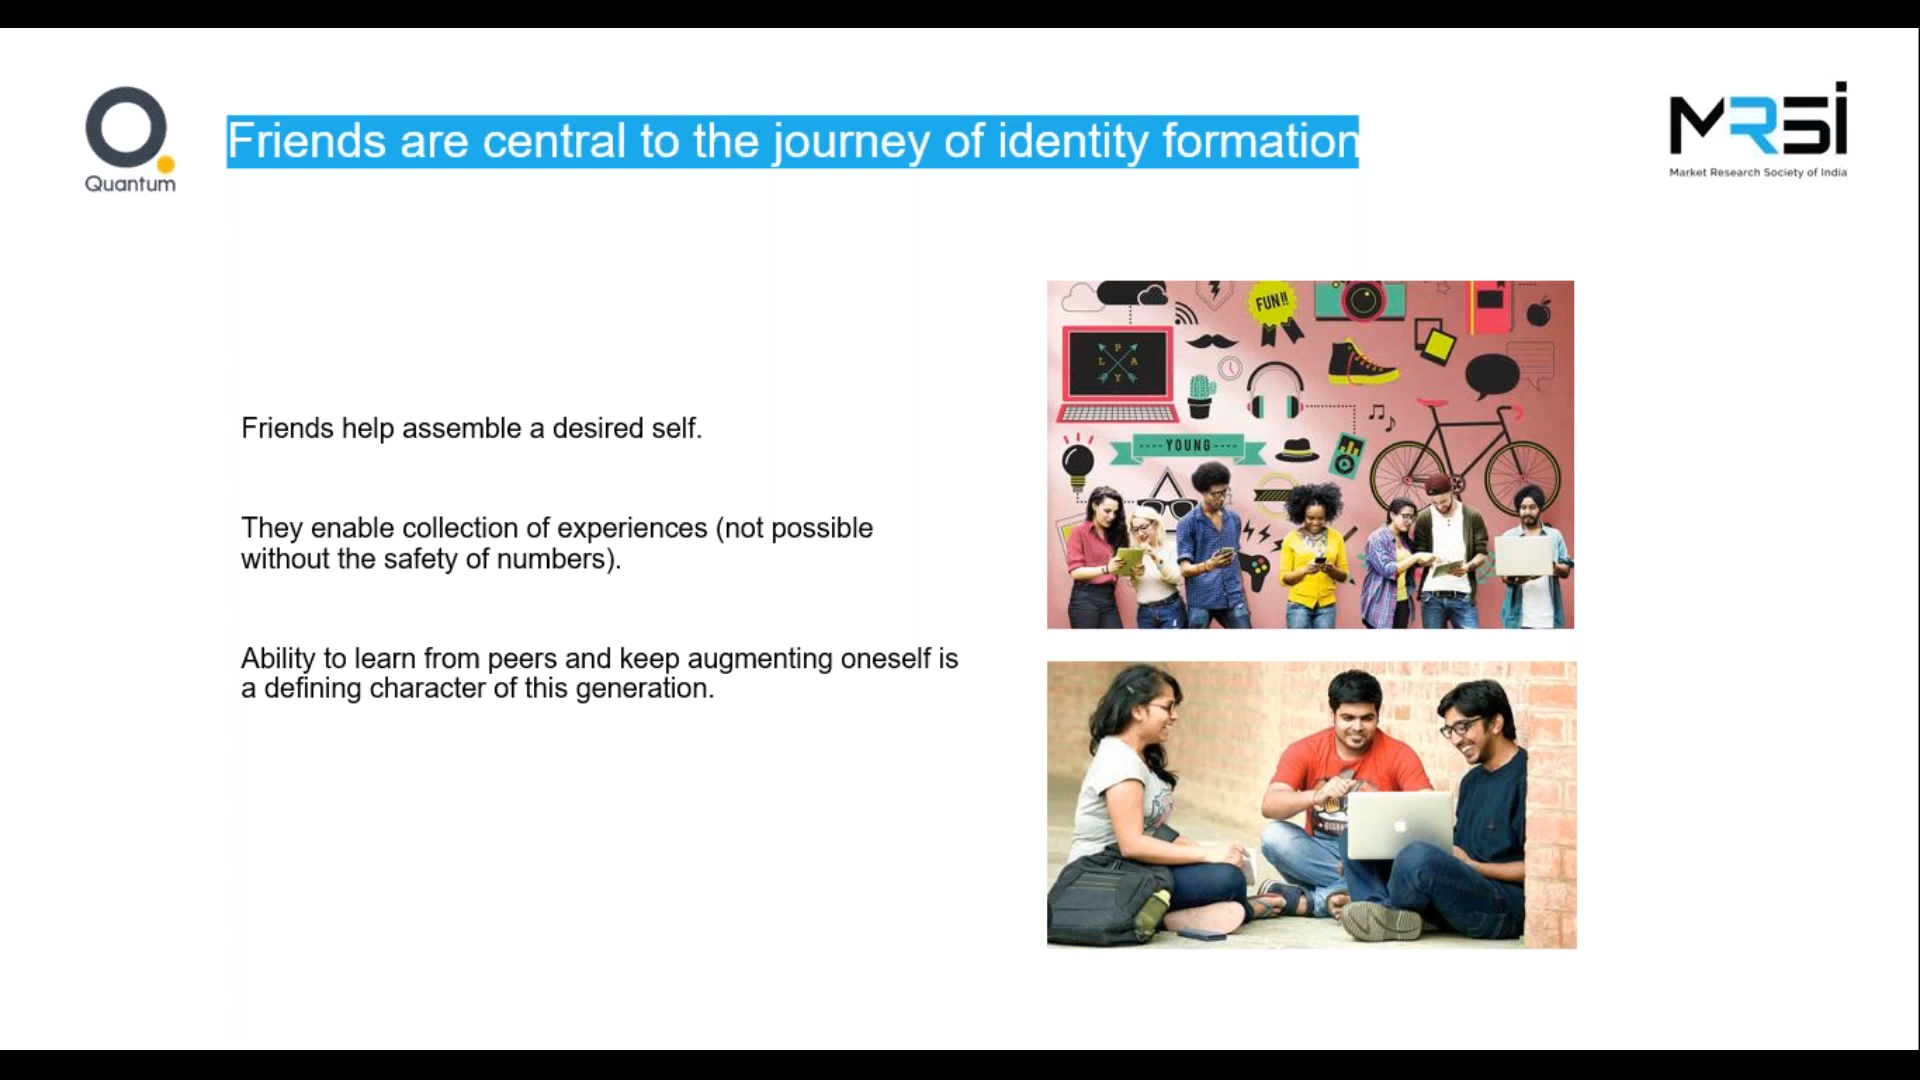 Quantum
Friends are central to the journey of identity formation
MRSI
Market Research Society of India
Friends help assemble a desired self.
They enable collection of experiences (not possible
without the safety of numbers).
Ability to learn from peers and keep augmenting oneself is
a defining character of this generation.
FUN!!
P
L A
Y
----YOUNG----